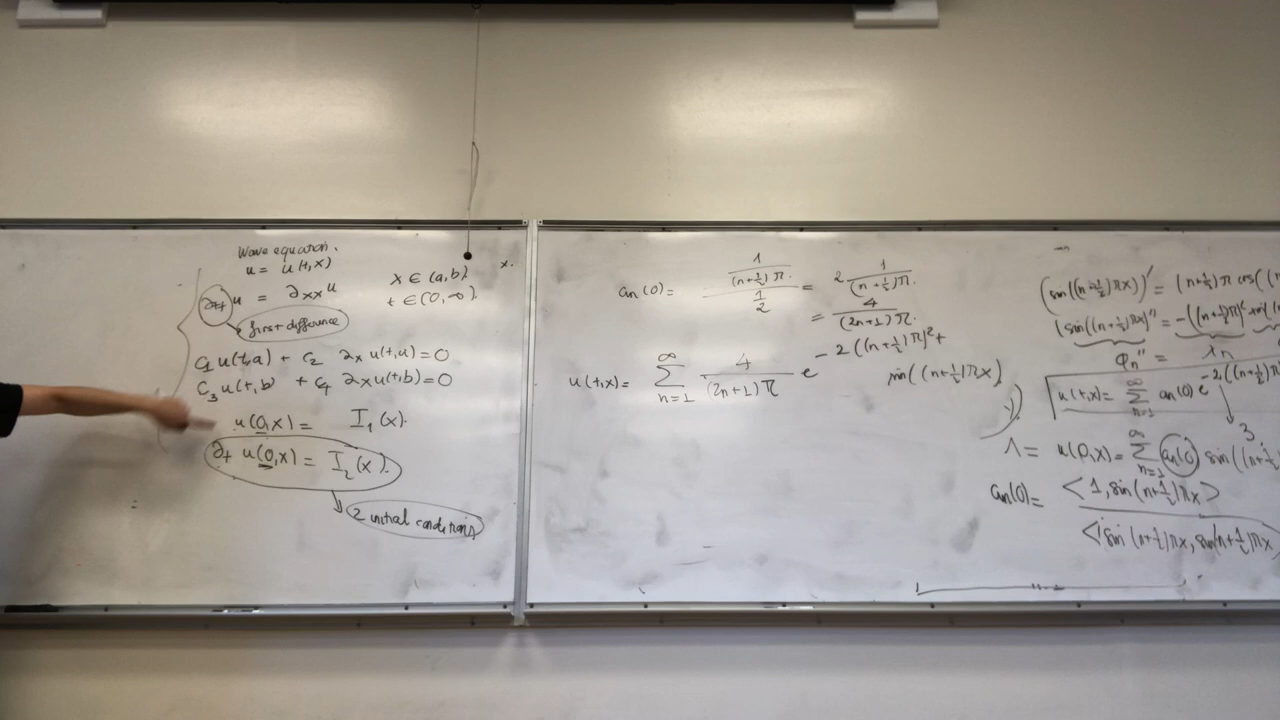 Wave equation.
u = u(t,x)
x ∈ (a,b)
x.
∂tt u = ∂xx u
t ∈ (0,∞).
first difference
C1 u(t,a) + C2 ∂x u(t,a) = 0
C3 u(t,b) + C4 ∂x u(t,b) = 0
u(0,x) = I1(x).
∂t u(0,x) = I2(x).
2 initial conditions
=
an(0) = (1/((n+1/2)π)) / (1/2) = 2 1/((n+1/2)π)
= 4/((2n+1)π)
u(t,x) = ∑_{n=1}^{∞} 4/((2n+1)π) e^{-2((n+1/2)π)²t} sin((n+1/2)πx)
(sin((n+1/2)πx))' = (n+1/2)π cos((n
(sin((n+1/2)πx)'' = -((n+1/2)π)²
φn'' = λn
u(t,x) = ∑_{n=1}^{∞} an(0) e^{-2((n+1/2)π
3
1 = u(0,x) = ∑_{n=1}^{∞} an(0) sin((n+1/2
an(0) = <1, sin(n+1/2)πx>
<sin(n+1/2)πx, sin(n+1/2)πx